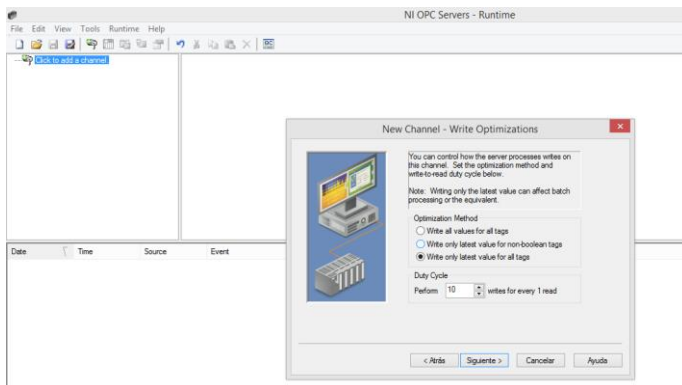 NI OPC Servers - Runtime
File Edit View Tools Runtime Help
Click to add a channel.
New Channel - Write Optimizations
You can control how the server processes writes on
this channel. Set the optimization method and
write-to-read duty cycle below.
Note: Writing only the latest value can affect batch
processing or the equivalent.
Optimization Method
Write all values for all tags
Write only latest value for non-boolean tags
Write only latest value for all tags
Duty Cycle
Perform 10 writes for every 1 read
< Atrás Siguiente > Cancelar Ayuda
Date Time Source Event